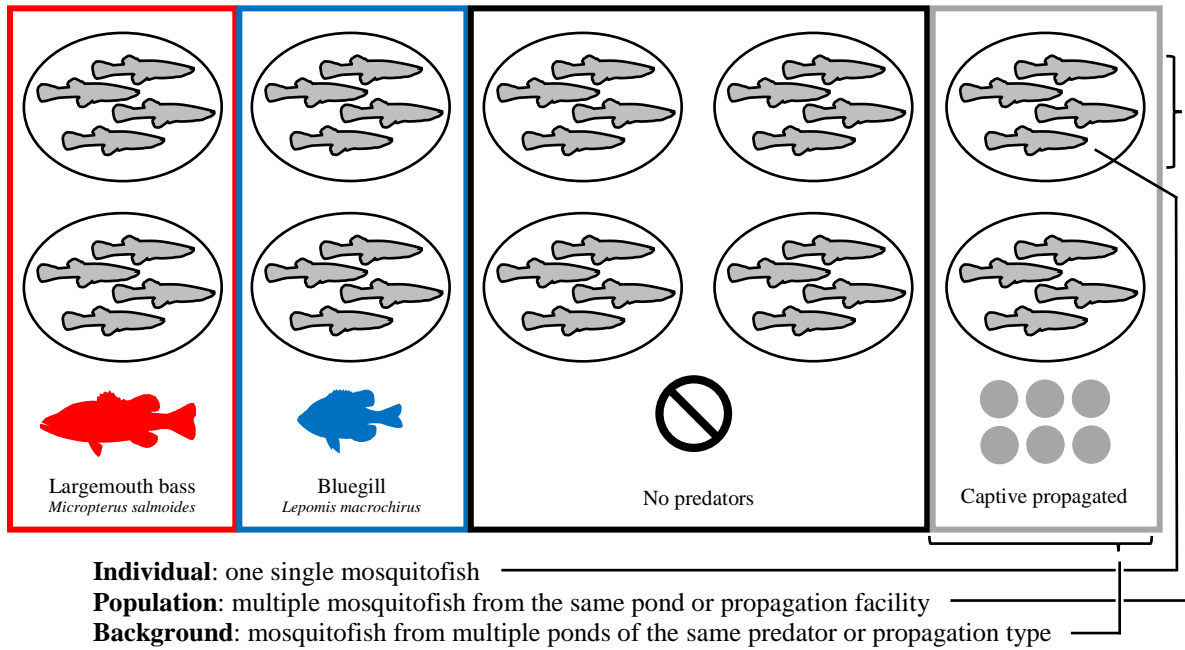 Largemouth bass
Micropterus salmoides
Bluegill
Lepomis macrochirus
No predators
Captive propagated
Individual: one single mosquitofish
Population: multiple mosquitofish from the same pond or propagation facility
Background: mosquitofish from multiple ponds of the same predator or propagation type